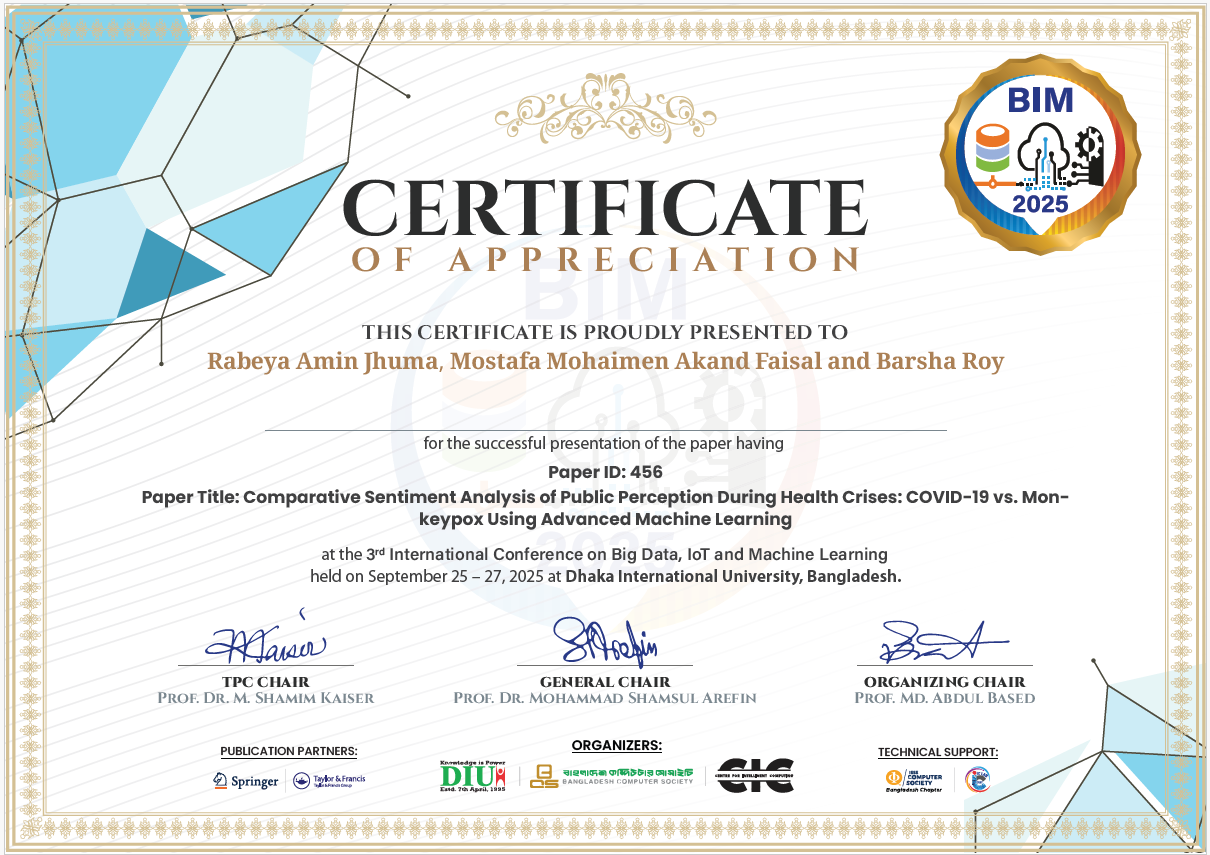 BIM
2025
CERTIFICATE
OF APPRECIATION
THIS CERTIFICATE IS PROUDLY PRESENTED TO
Rabeya Amin Jhuma, Mostafa Mohaimen Akand Faisal and Barsha Roy
for the successful presentation of the paper having
Paper ID: 456
Paper Title: Comparative Sentiment Analysis of Public Perception During Health Crises: COVID-19 vs. Mon-
keypox Using Advanced Machine Learning
at the 3rd International Conference on Big Data, IoT and Machine Learning
held on September 25 – 27, 2025 at Dhaka International University, Bangladesh.
TPC CHAIR
PROF. DR. M. SHAMIM KAISER
GENERAL CHAIR
PROF. DR. MOHAMMAD SHAMSUL AREFIN
ORGANIZING CHAIR
PROF. MD. ABDUL BASED
PUBLICATION PARTNERS:
Springer
Taylor & Francis
Taylor & Francis Group
ORGANIZERS:
Knowledge is Power
DIU
Estd. 7th April, 1995
বাংলাদেশ কম্পিউটার সোসাইটি
BANGLADESH COMPUTER SOCIETY
CIC
CENTRE FOR INTELLIGENT COMPUTING
TECHNICAL SUPPORT:
IEEE
COMPUTER
SOCIETY
Bangladesh Chapter